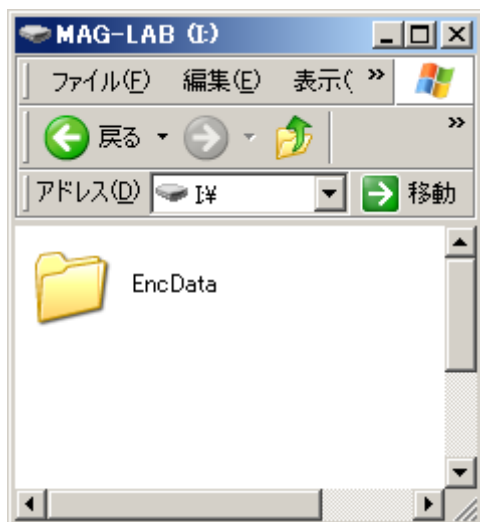 MAG-LAB (I:)
ファイル(F) 編集(E) 表示( »
戻る »
アドレス(D) I:¥ 移動
EncData